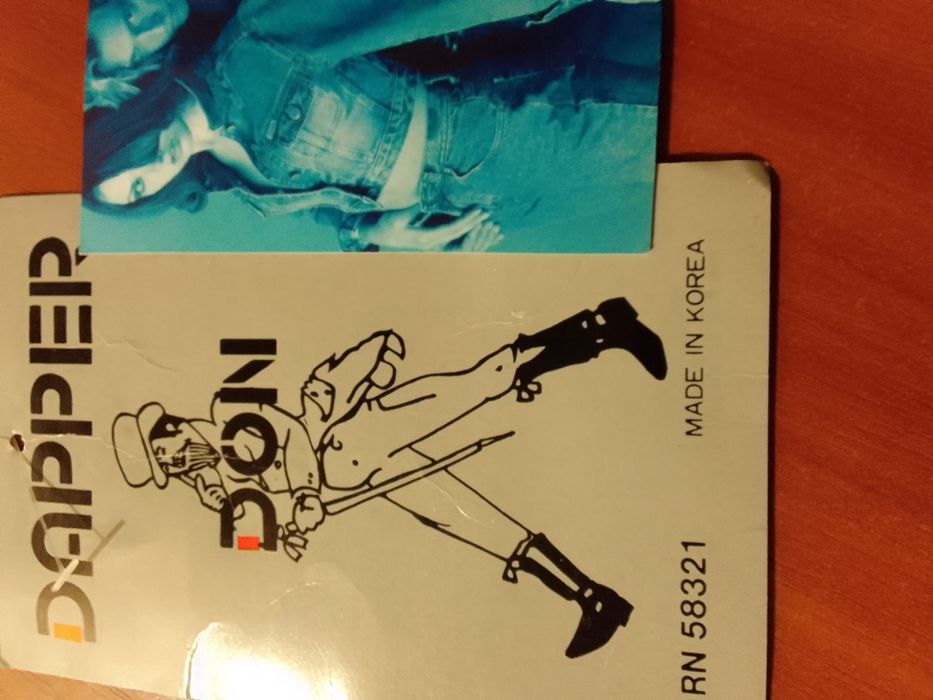 DAPPER
DON
RN 58321
MADE IN KOREA